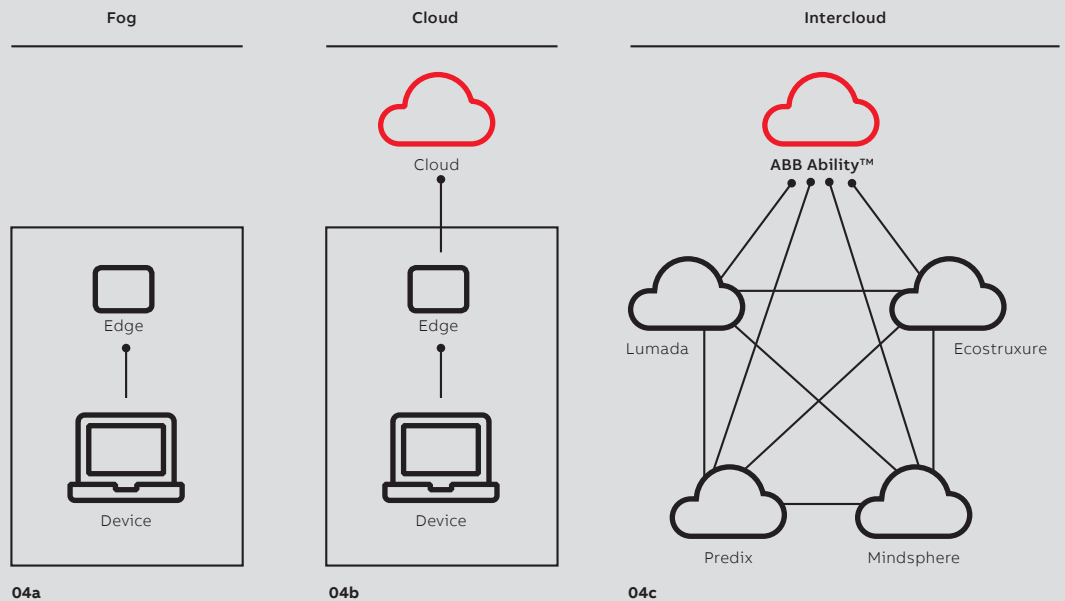 Fog
Cloud
Intercloud
Cloud
ABB Ability™
Edge
Edge
Lumada
Ecostruxure
Device
Device
Predix
Mindsphere
04a
04b
04c